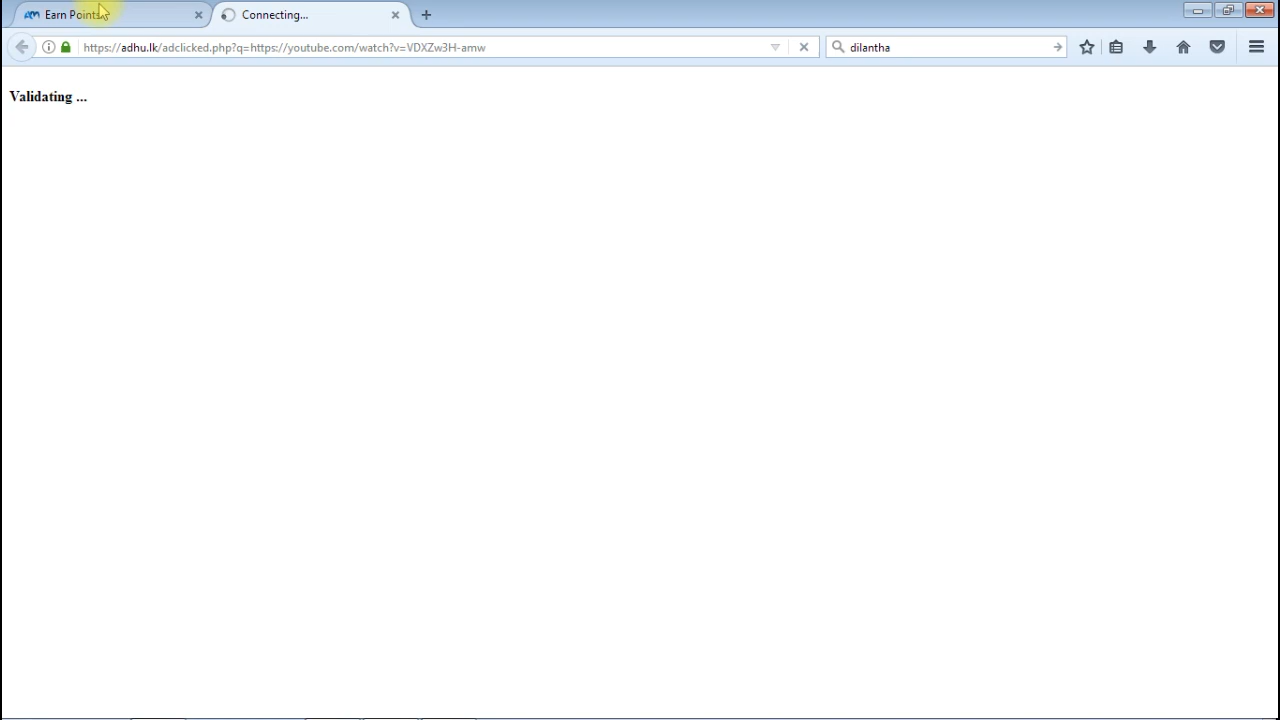 Earn Points
Connecting...
https://adhu.lk/adclicked.php?q=https://youtube.com/watch?v=VDXZw3H-amw
dilantha
Validating ...